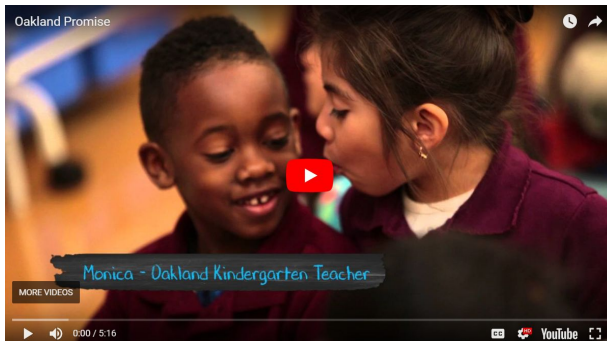 Oakland Promise
Monica - Oakland Kindergarten Teacher
MORE VIDEOS
0:00 / 5:16
CC
HD
YouTube